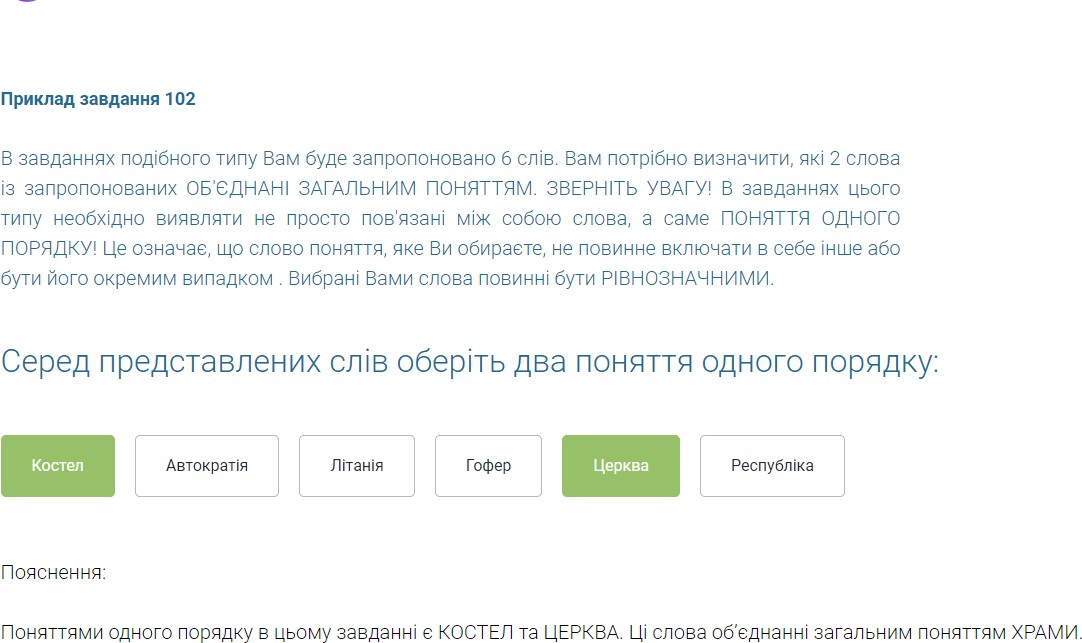 Приклад завдання 102
В завданнях подібного типу Вам буде запропоновано 6 слів. Вам потрібно визначити, які 2 слова
із запропонованих ОБ'ЄДНАНІ ЗАГАЛЬНИМ ПОНЯТТЯМ. ЗВЕРНІТЬ УВАГУ! В завданнях цього
типу необхідно виявляти не просто пов'язані між собою слова, а саме ПОНЯТТЯ ОДНОГО
ПОРЯДКУ! Це означає, що слово поняття, яке Ви обираєте, не повинне включати в себе інше або
бути його окремим випадком . Вибрані Вами слова повинні бути РІВНОЗНАЧНИМИ.
Серед представлених слів оберіть два поняття одного порядку:
Костел Автократія Літанія Гофер Церква Республіка
Пояснення:
Поняттями одного порядку в цьому завданні є КОСТЕЛ та ЦЕРКВА. Ці слова об’єднанні загальним поняттям ХРАМИ.